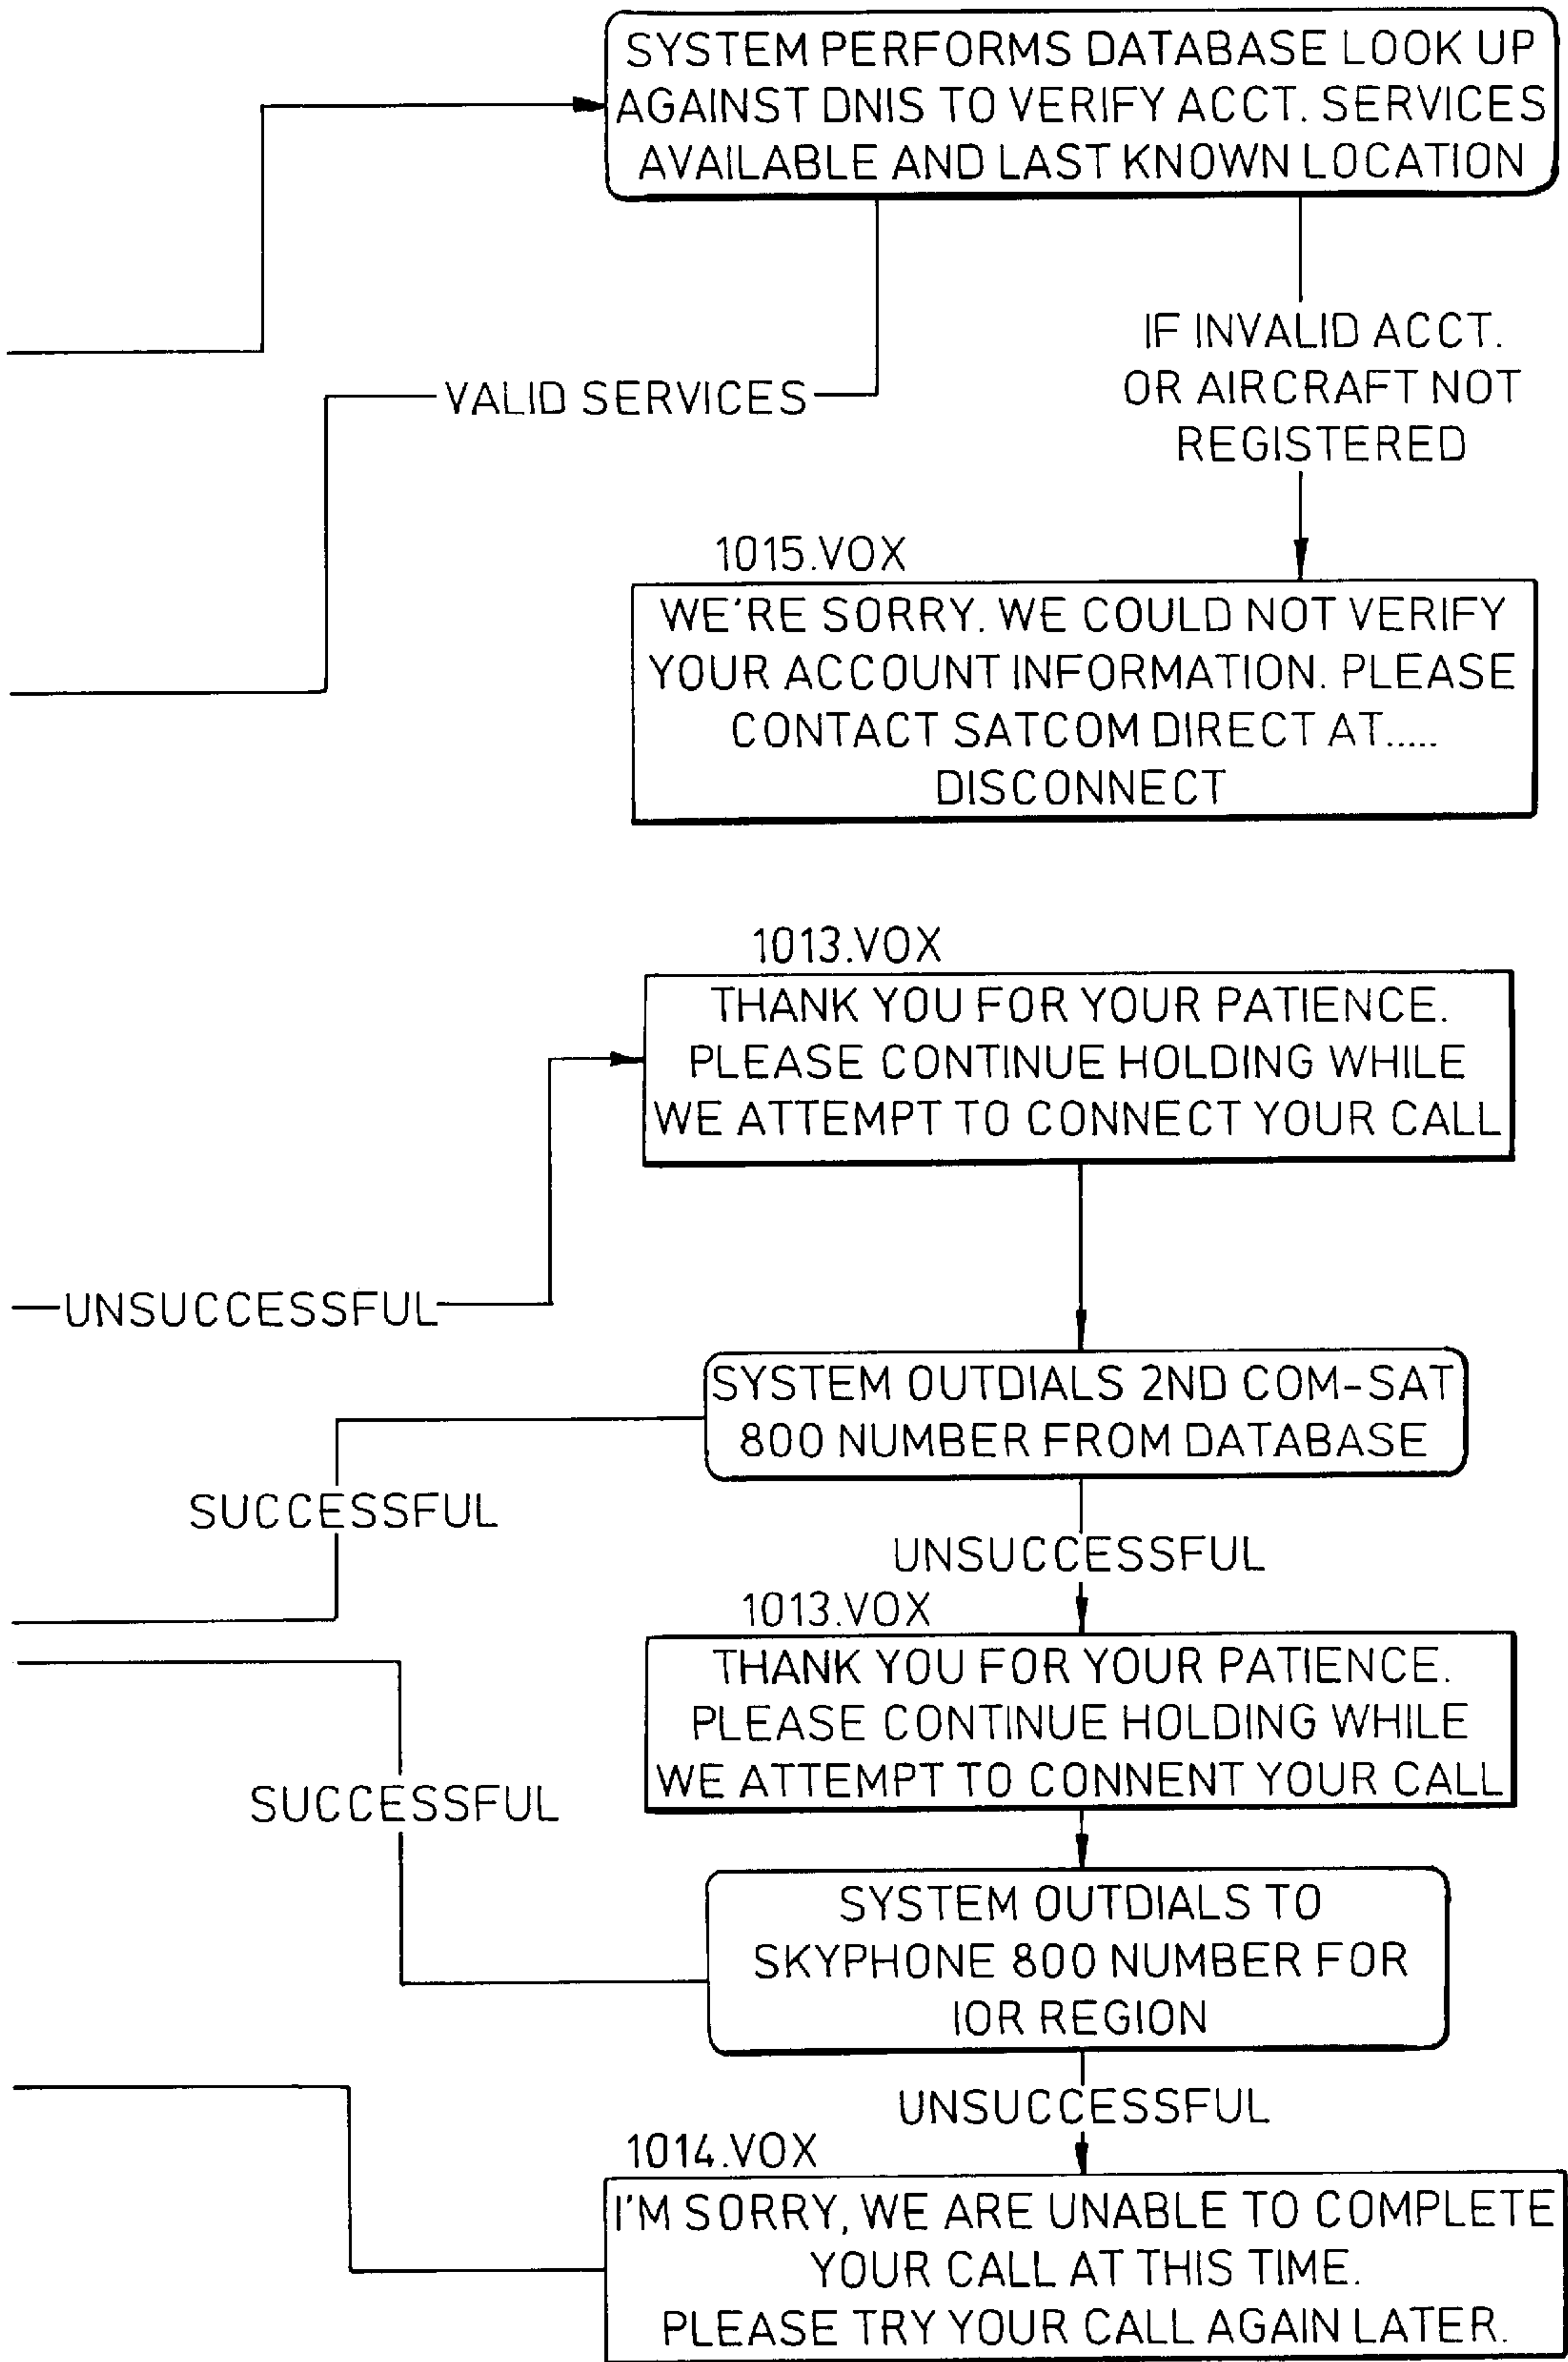 SYSTEM PERFORMS DATABASE LOOK UP
AGAINST DNIS TO VERIFY ACCT. SERVICES
AVAILABLE AND LAST KNOWN LOCATION
IF INVALID ACCT.
OR AIRCRAFT NOT
REGISTERED
VALID SERVICES
1015.VOX
WE'RE SORRY. WE COULD NOT VERIFY
YOUR ACCOUNT INFORMATION. PLEASE
CONTACT SATCOM DIRECT AT.....
DISCONNECT
1013.VOX
THANK YOU FOR YOUR PATIENCE.
PLEASE CONTINUE HOLDING WHILE
WE ATTEMPT TO CONNECT YOUR CALL
UNSUCCESSFUL
SYSTEM OUTDIALS 2ND COM-SAT
800 NUMBER FROM DATABASE
SUCCESSFUL
UNSUCCESSFUL
1013.VOX
THANK YOU FOR YOUR PATIENCE.
PLEASE CONTINUE HOLDING WHILE
WE ATTEMPT TO CONNENT YOUR CALL
SUCCESSFUL
SYSTEM OUTDIALS TO
SKYPHONE 800 NUMBER FOR
IOR REGION
UNSUCCESSFUL
1014.VOX
I'M SORRY, WE ARE UNABLE TO COMPLETE
YOUR CALL AT THIS TIME.
PLEASE TRY YOUR CALL AGAIN LATER.